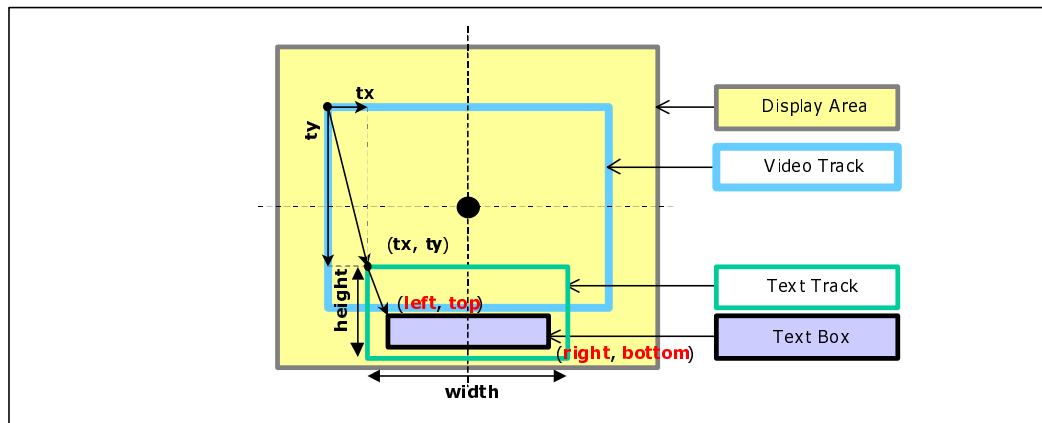 tx
Display Area
ty
Video Track
(tx, ty)
height
Text Track
(left, top)
Text Box
(right, bottom)
width